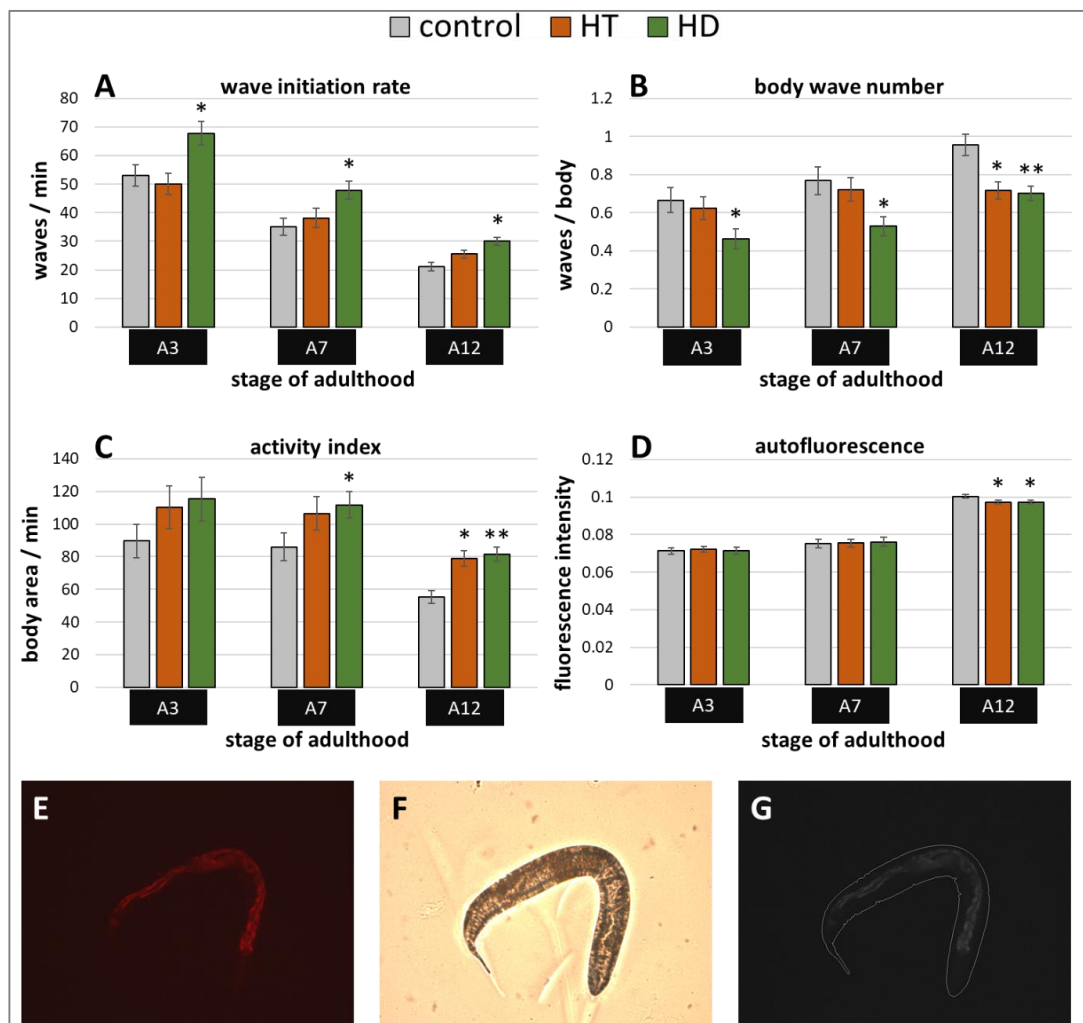 control HT HD
A wave initiation rate
waves / min
80
70
60
50
40
30
20
10
0
* * *
A3 A7 A12
stage of adulthood
B body wave number
waves / body
1.2
1
0.8
0.6
0.4
0.2
0
* * * **
A3 A7 A12
stage of adulthood
C activity index
body area / min
140
120
100
80
60
40
20
0
* * **
A3 A7 A12
stage of adulthood
D autofluorescence
fluorescence intensity
0.12
0.1
0.08
0.06
0.04
0.02
0
* *
A3 A7 A12
stage of adulthood
E F G